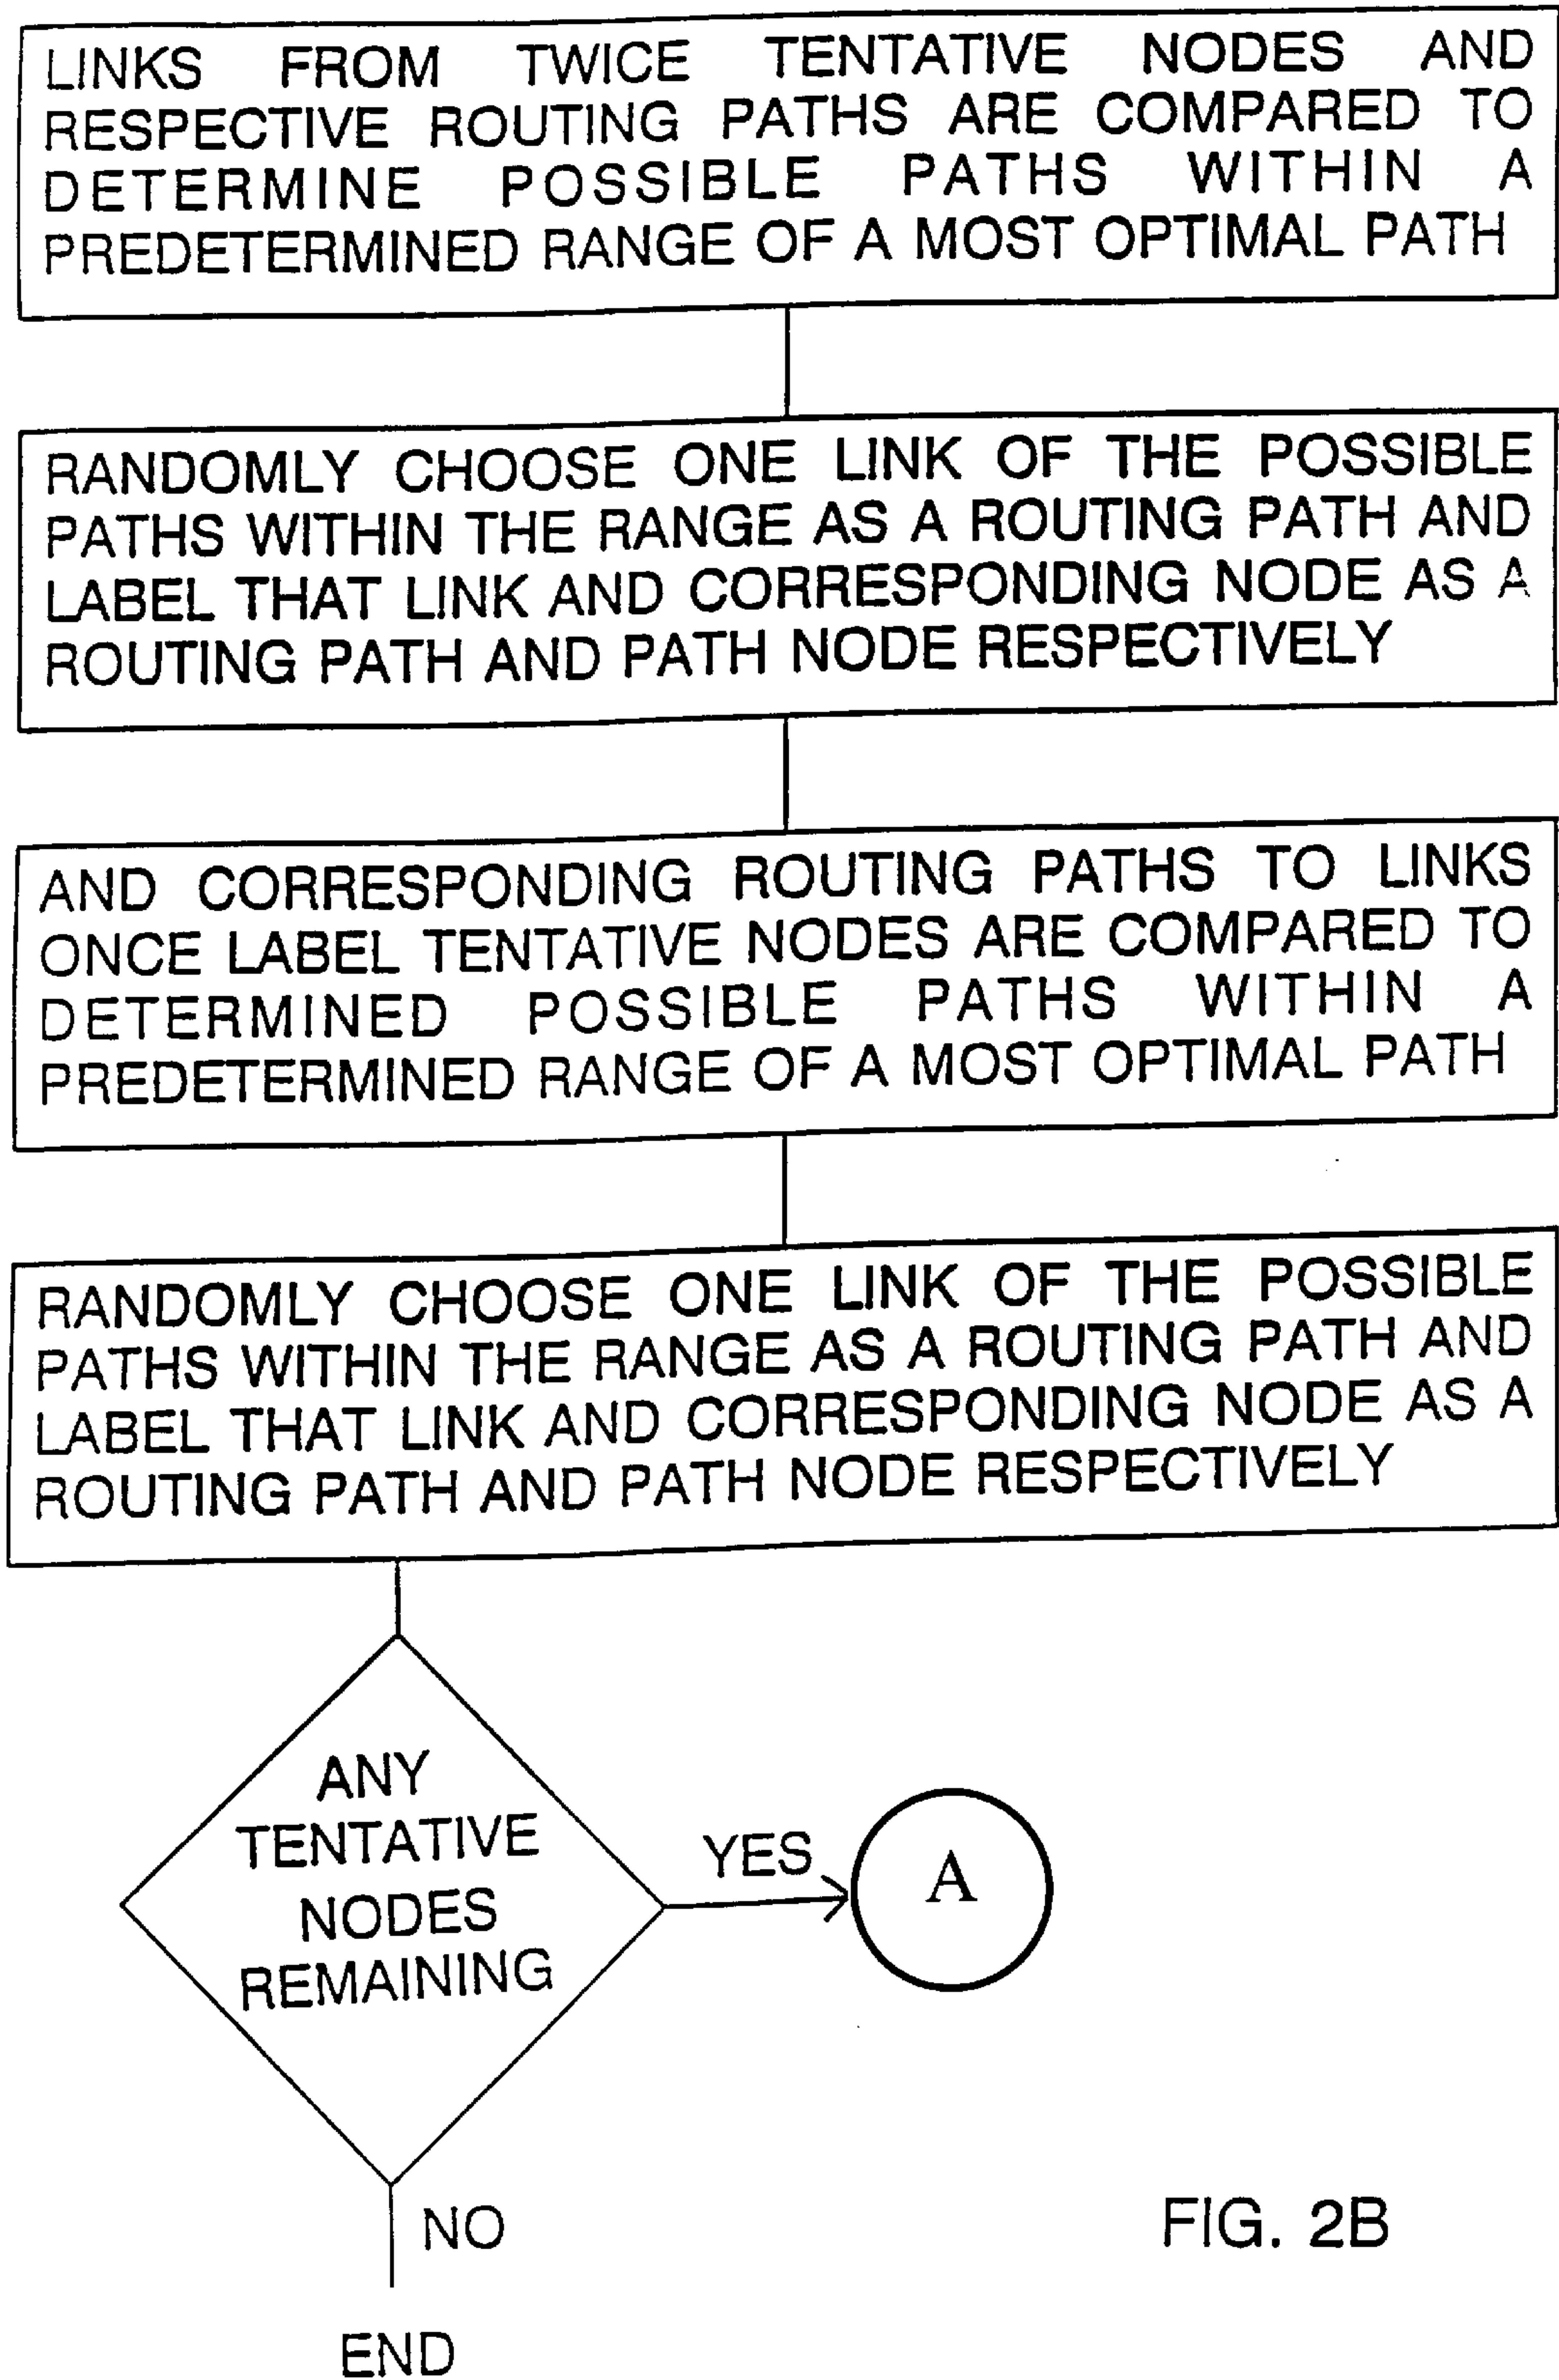 LINKS FROM TWICE TENTATIVE NODES AND
RESPECTIVE ROUTING PATHS ARE COMPARED TO
DETERMINE POSSIBLE PATHS WITHIN A
PREDETERMINED RANGE OF A MOST OPTIMAL PATH
RANDOMLY CHOOSE ONE LINK OF THE POSSIBLE
PATHS WITHIN THE RANGE AS A ROUTING PATH AND
LABEL THAT LINK AND CORRESPONDING NODE AS A
ROUTING PATH AND PATH NODE RESPECTIVELY
AND CORRESPONDING ROUTING PATHS TO LINKS
ONCE LABEL TENTATIVE NODES ARE COMPARED TO
DETERMINED POSSIBLE PATHS WITHIN A
PREDETERMINED RANGE OF A MOST OPTIMAL PATH
RANDOMLY CHOOSE ONE LINK OF THE POSSIBLE
PATHS WITHIN THE RANGE AS A ROUTING PATH AND
LABEL THAT LINK AND CORRESPONDING NODE AS A
ROUTING PATH AND PATH NODE RESPECTIVELY
ANY
TENTATIVE
NODES
REMAINING
YES
A
NO
END
FIG. 2B